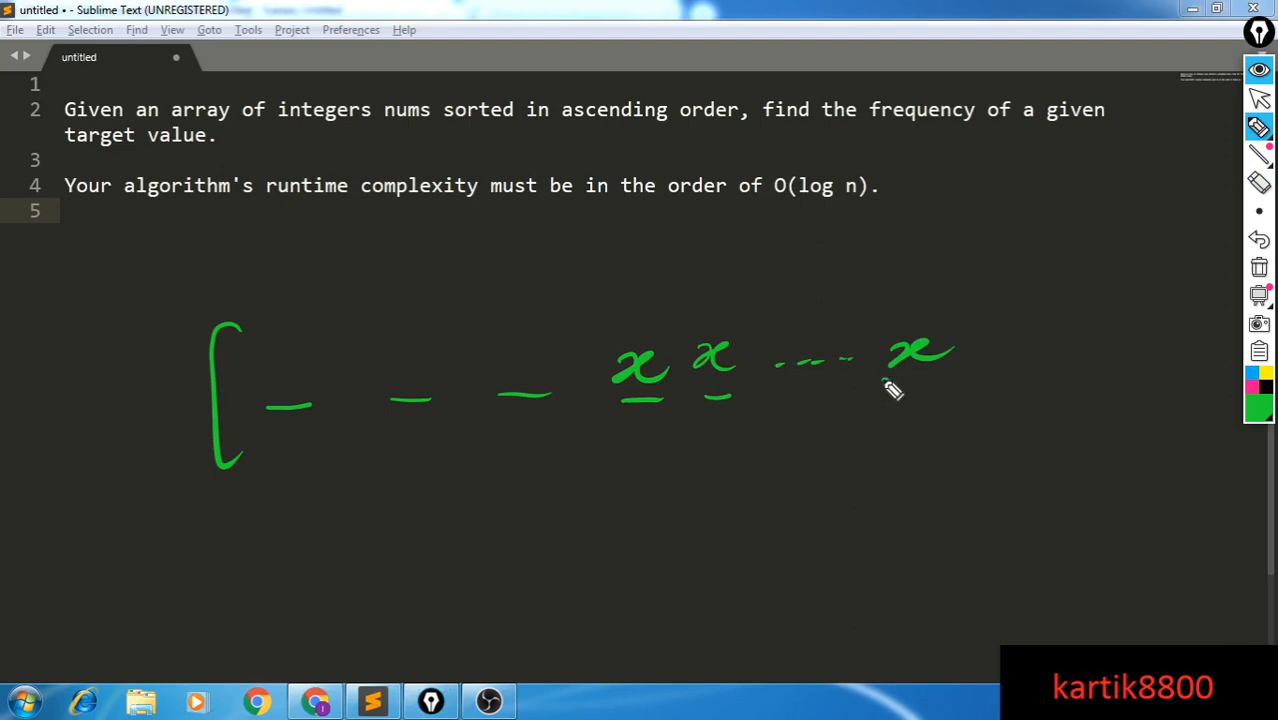 untitled • - Sublime Text (UNREGISTERED)
File Edit Selection Find View Goto Tools Project Preferences Help
untitled
1
2 Given an array of integers nums sorted in ascending order, find the frequency of a given
target value.
3
4 Your algorithm's runtime complexity must be in the order of O(log n).
5
[ _ _ _ x x ..... x
kartik8800